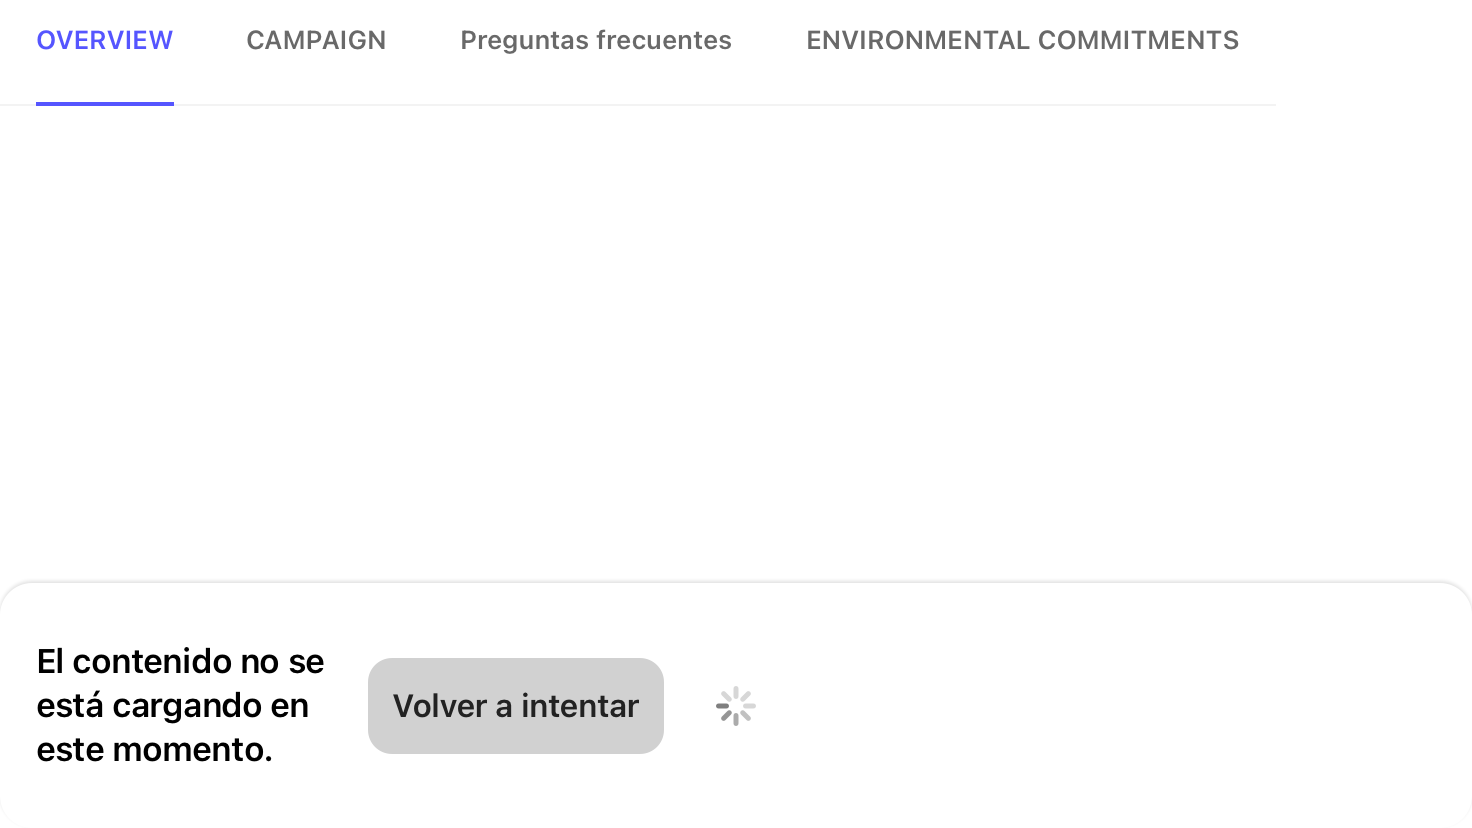 OVERVIEW CAMPAIGN Preguntas frecuentes ENVIRONMENTAL COMMITMENTS
El contenido no se
está cargando en
este momento.
Volver a intentar